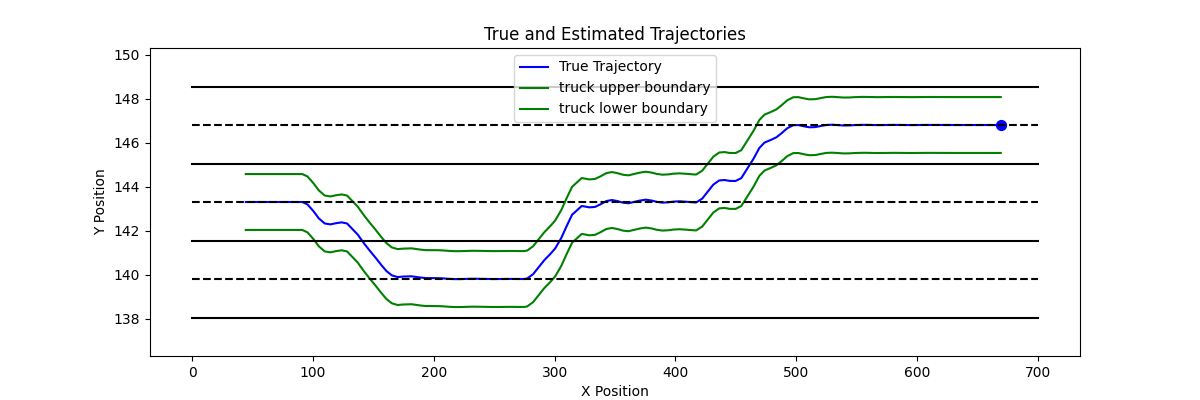 True and Estimated Trajectories
True Trajectory
truck upper boundary
truck lower boundary
Y Position
150
148
146
144
142
140
138
0 100 200 300 400 500 600 700
X Position